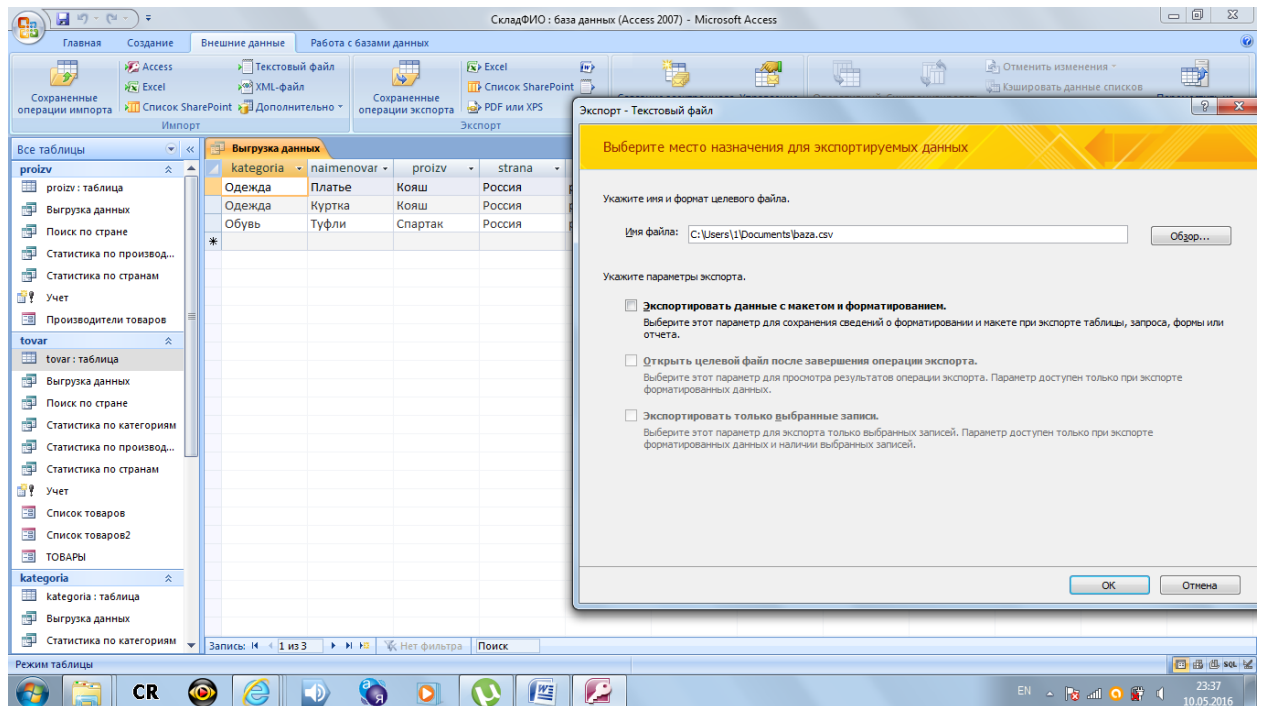 СкладФИО : база данных (Access 2007) - Microsoft Access
Главная Создание Внешние данные Работа с базами данных
Access Текстовый файл Excel Отменить изменения
Excel XML-файл Список SharePoint Кэшировать данные списков
Сохраненные операции импорта Список SharePoint Дополнительно Сохраненные операции экспорта PDF или XPS
Импорт Экспорт
Экспорт - Текстовый файл
Выберите место назначения для экспортируемых данных
Укажите имя и формат целевого файла.
Имя файла: C:\Users\1\Documents\baza.csv Обзор...
Укажите параметры экспорта.
Экспортировать данные с макетом и форматированием.
Выберите этот параметр для сохранения сведений о форматировании и макете при экспорте таблицы, запроса, формы или
отчета.
Открыть целевой файл после завершения операции экспорта.
Выберите этот параметр для просмотра результатов операции экспорта. Параметр доступен только при экспорте
форматированных данных.
Экспортировать только выбранные записи.
Выберите этот параметр для экспорта только выбранных записей. Параметр доступен только при экспорте
форматированных данных и наличии выбранных записей.
ОК Отмена
Все таблицы
proizv
proizv : таблица
Выгрузка данных
Поиск по стране
Статистика по производ...
Статистика по странам
Учет
Производители товаров
tovar
tovar : таблица
Выгрузка данных
Поиск по стране
Статистика по категориям
Статистика по производ...
Статистика по странам
Учет
Список товаров
Список товаров2
ТОВАРЫ
kategoria
kategoria : таблица
Выгрузка данных
Статистика по категориям
Выгрузка данных
kategoria naimenovar proizv strana
Одежда Платье Кояш Россия
Одежда Куртка Кояш Россия
Обувь Туфли Спартак Россия
Запись: 1 из 3 Нет фильтра Поиск
Режим таблицы SQL
CR EN 23:37
10.05.2016